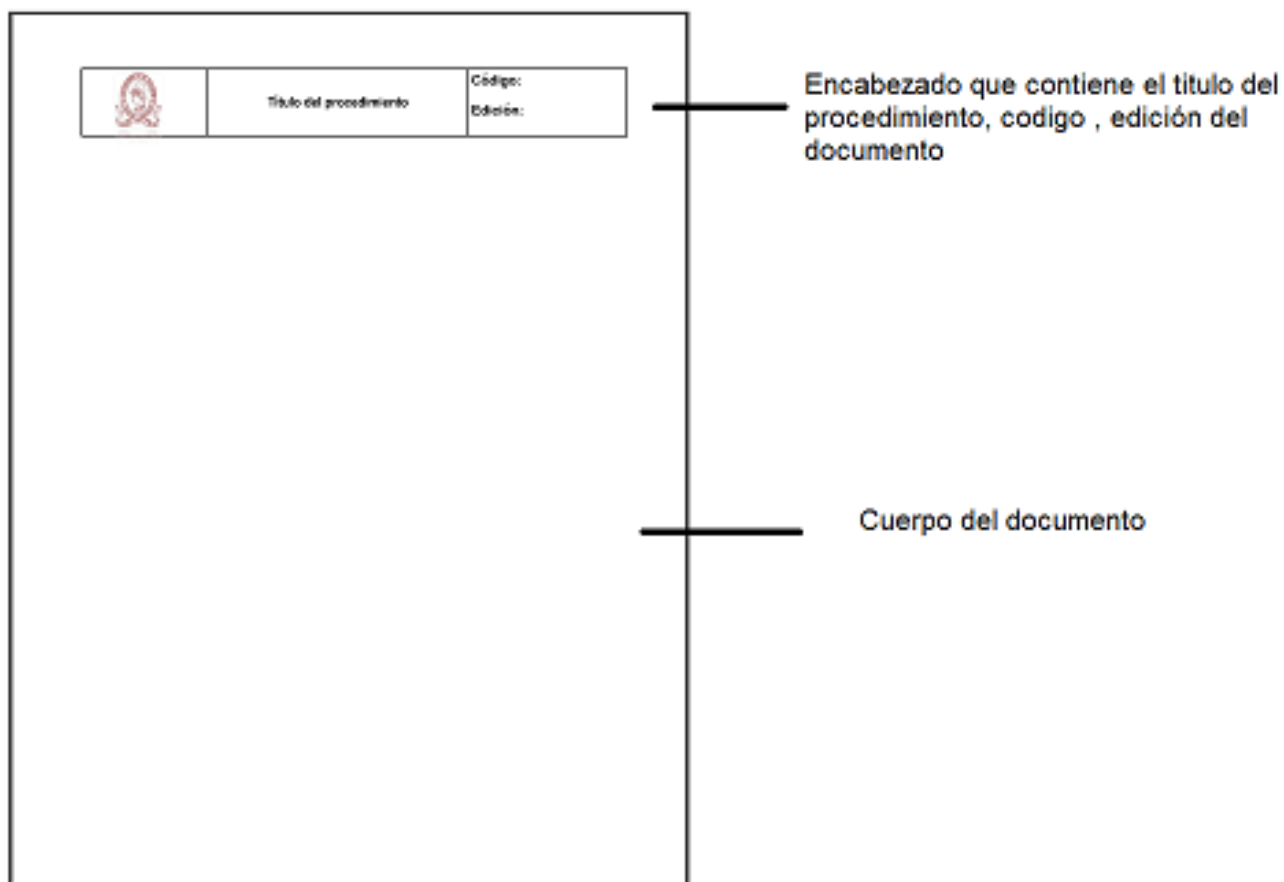 Código:
Título del procedimiento
Edición:
Encabezado que contiene el titulo del
procedimiento, codigo , edición del
documento
Cuerpo del documento